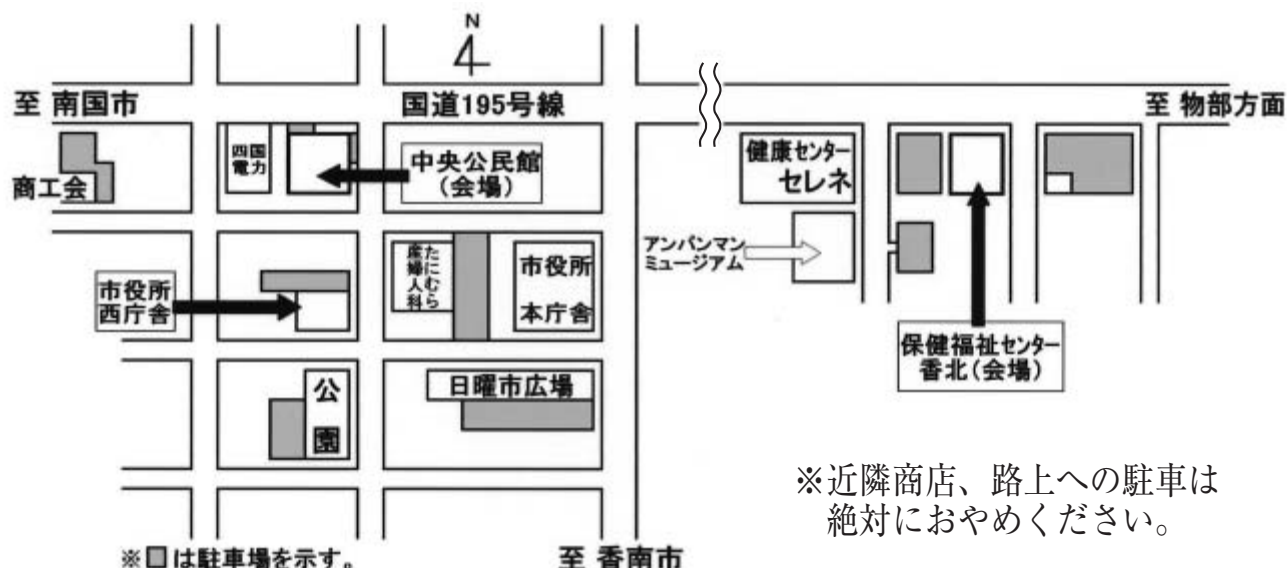 N
至 南国市
国道195号線
至 物部方面
四国
電力
中央公民館
(会場)
健康センター
セレネ
商工会
アンパンマン
ミュージアム
たにむら
産婦人科
市役所
本庁舎
市役所
西庁舎
保健福祉センター
香北(会場)
公
園
日曜市広場
※近隣商店、路上への駐車は
絶対におやめください。
※□は駐車場を示す。
至 香南市